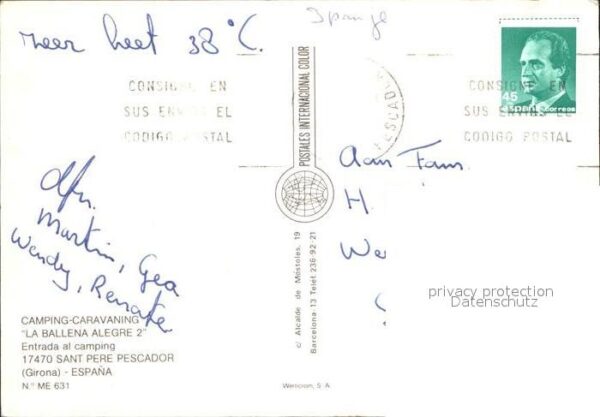 zeer heet 38°C.
Spanje
CONSIGNE EN
SUS ENVIOS EL
CODIGO POSTAL
POSTALES INTERNACIONAL COLOR
PESCADOR
CONSIGNE EN
SUS ENVIOS EL
CODIGO POSTAL
45
españa correos
Aan Fam.
H
We
Afz.
Martin, Gea
Wendy, Renate
privacy protection
Datenschutz
CAMPING-CARAVANING
"LA BALLENA ALEGRE 2"
Entrada al camping
17470 SANT PERE PESCADOR
(Girona) - ESPAÑA
N.º ME 631
c/ Alcalde de Móstoles, 19
Barcelona-13 Telef. 236-92-21